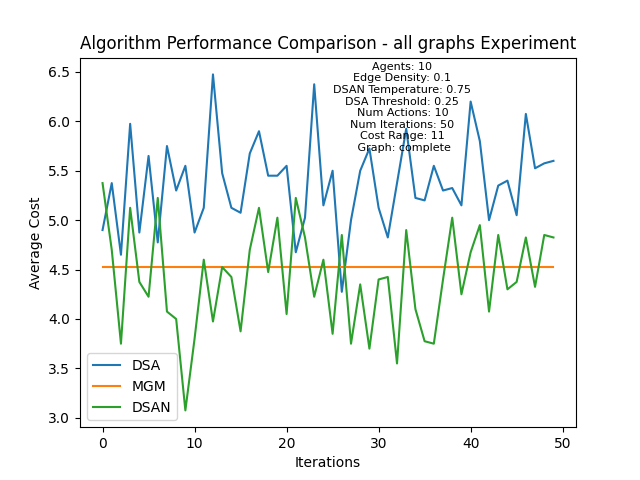 Algorithm Performance Comparison - all graphs Experiment
Agents: 10
Edge Density: 0.1
DSAN Temperature: 0.75
DSA Threshold: 0.25
Num Actions: 10
Num Iterations: 50
Cost Range: 11
Graph: complete
Average Cost
6.5
6.0
5.5
5.0
4.5
4.0
3.5
3.0
DSA
MGM
DSAN
0 10 20 30 40 50
Iterations